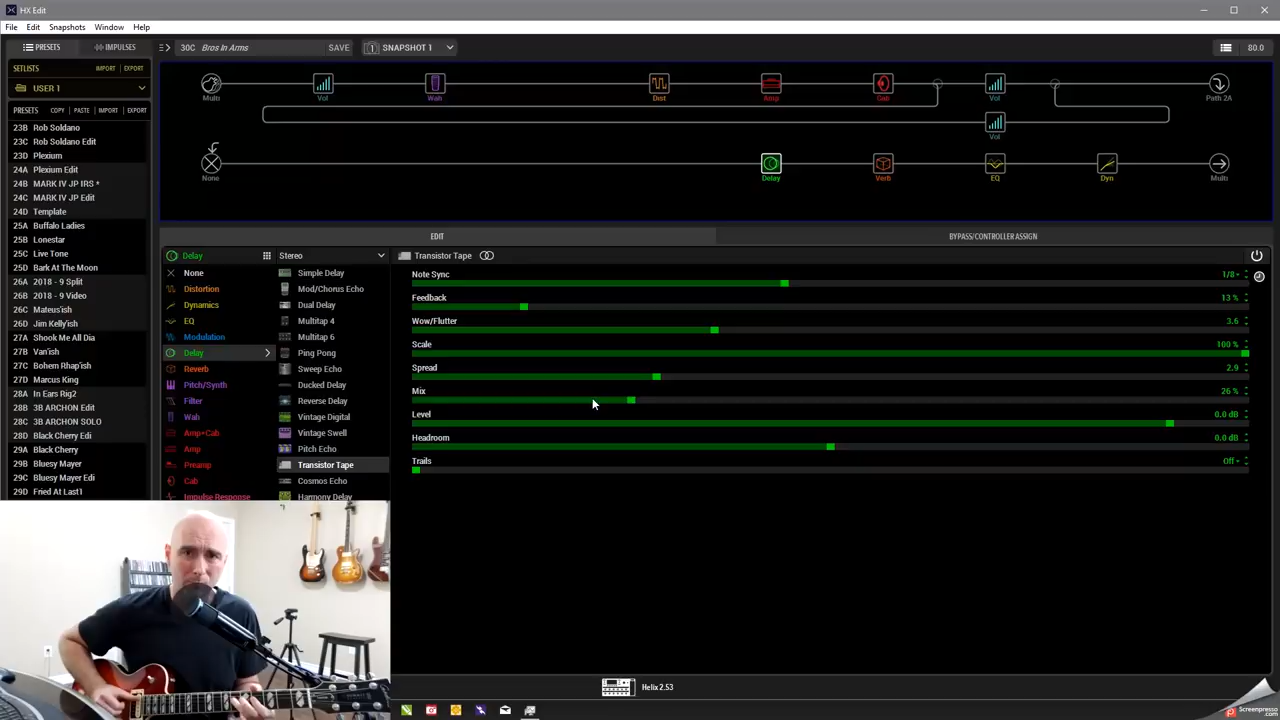 HX Edit
File Edit Snapshots Window Help
PRESETS IMPULSES 30C Bros In Arms SAVE 1 SNAPSHOT 1 80.0
SETLISTS IMPORT EXPORT
USER 1
PRESETS COPY PASTE IMPORT EXPORT
23B Rob Soldano
23C Rob Soldano Edit
23D Plexium
24A Plexium Edit
24B MARK IV JP IRS *
24C MARK IV JP Edit
24D Template
25A Buffalo Ladies
25B Lonestar
25C Live Tone
25D Bark At The Moon
26A 2018 - 9 Split
26B 2018 - 9 Video
26C Mateus'ish
26D Jim Kelly'ish
27A Shook Me All Dia
27B Van'ish
27C Bohem Rhap'ish
27D Marcus King
28A In Ears Rig2
28B 3B ARCHON Edit
28C 3B ARCHON SOLO
28D Black Cherry Edi
29A Black Cherry
29B Bluesy Mayer
29C Bluesy Mayer Edi
29D Fried At Last1
Multi Vol Wah Dist Amp Cab Vol Path 2A
Vol
None Delay Verb EQ Dyn Multi
EDIT BYPASS/CONTROLLER ASSIGN
Delay
None
Distortion
Dynamics
EQ
Modulation
Delay
Reverb
Pitch/Synth
Filter
Wah
Amp+Cab
Amp
Preamp
Cab
Impulse Response
Stereo
Simple Delay
Mod/Chorus Echo
Dual Delay
Multitap 4
Multitap 6
Ping Pong
Sweep Echo
Ducked Delay
Reverse Delay
Vintage Digital
Vintage Swell
Pitch Echo
Transistor Tape
Cosmos Echo
Harmony Delay
Transistor Tape
Note Sync 1/8
Feedback 13 %
Wow/Flutter 3.6
Scale 100 %
Spread 2.9
Mix 26 %
Level 0.0 dB
Headroom 0.0 dB
Trails Off
Helix 2.53
Screenpresso
.com